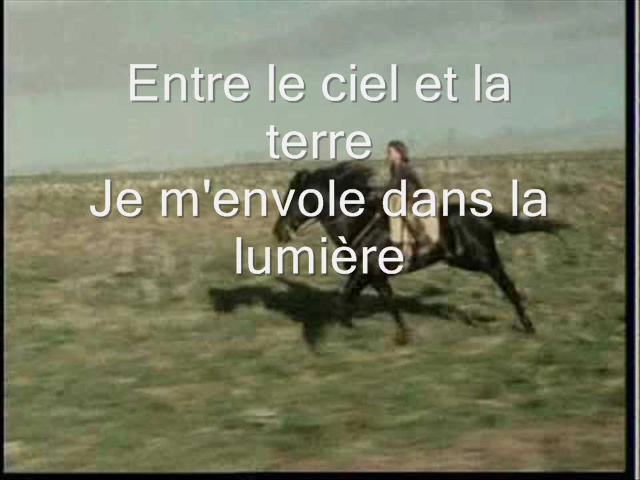 Entre le ciel et la
terre
Je m'envole dans la
lumière